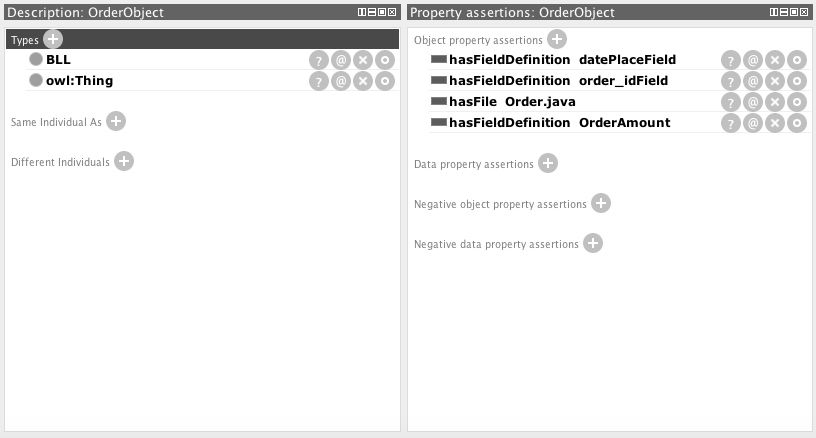 Description: OrderObject
Types
BLL
owl:Thing
Same Individual As
Different Individuals
Property assertions: OrderObject
Object property assertions
hasFieldDefinition datePlaceField
hasFieldDefinition order_idField
hasFile Order.java
hasFieldDefinition OrderAmount
Data property assertions
Negative object property assertions
Negative data property assertions